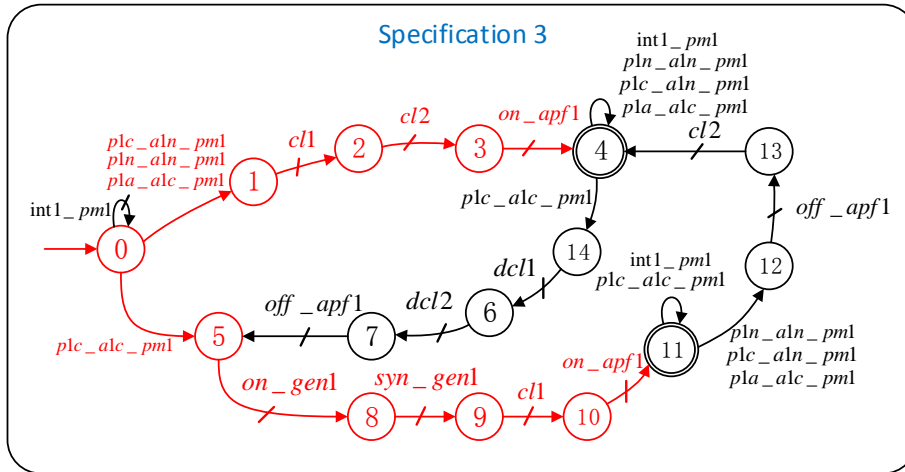 Specification 3
int1_pm1
p1n_a1n_pm1
p1c_a1n_pm1
p1a_a1c_pm1
p1c_a1n_pm1
p1n_a1n_pm1
p1a_a1c_pm1
cl1
cl2
on_apf1
cl2
int1_pm1
0
1
2
3
4
13
p1c_a1c_pm1
off_apf1
14
12
dcl1
int1_pm1
p1c_a1c_pm1
off_apf1
dcl2
6
p1c_a1c_pm1
5
7
11
p1n_a1n_pm1
p1c_a1n_pm1
p1a_a1c_pm1
on_gen1
syn_gen1
cl1
on_apf1
8
9
10